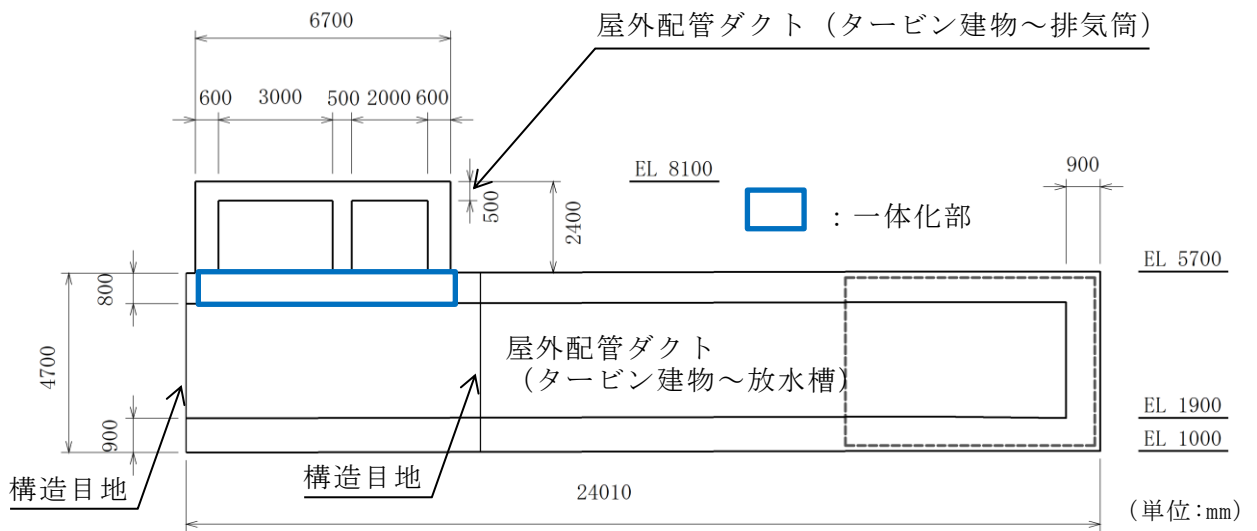 6700
屋外配管ダクト（タービン建物～排気筒）
600
3000
500
2000
600
EL 8100
900
500
2400
：一体化部
EL 5700
800
4700
屋外配管ダクト
（タービン建物～放水槽）
EL 1900
900
EL 1000
構造目地
構造目地
24010
(単位:mm)